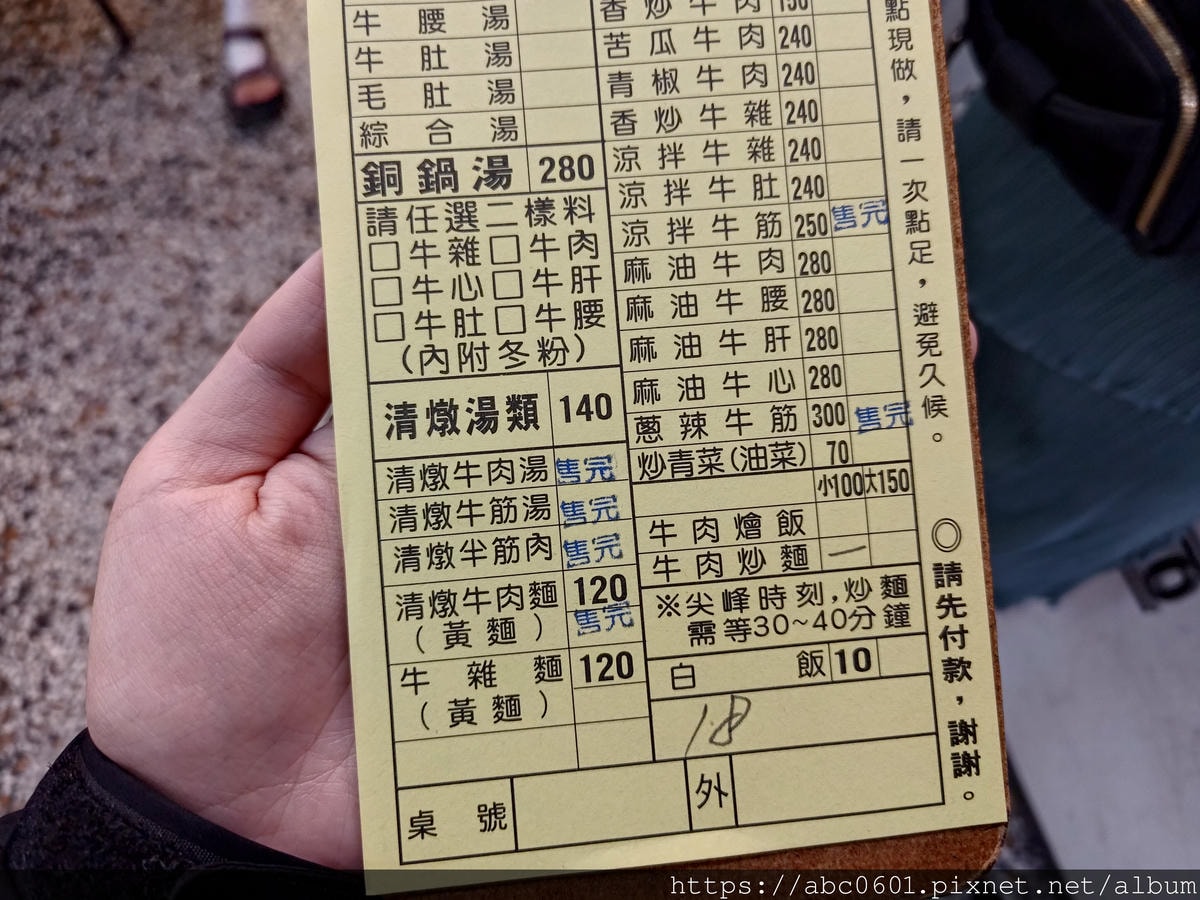 牛腰湯
牛肚湯
毛肚湯
綜合湯
銅鍋湯 280
請任選二樣料
□牛雜□牛肉
□牛心□牛肝
□牛肚□牛腰
(內附冬粉)
清燉湯類 140
清燉牛肉湯 售完
清燉牛筋湯 售完
清燉半筋肉 售完
清燉牛肉麵 120
(黃麵) 售完
牛雜麵 120
(黃麵)
香炒牛肉 150
苦瓜牛肉 240
青椒牛肉 240
香炒牛雜 240
涼拌牛雜 240
涼拌牛肚 240
涼拌牛筋 250 售完
麻油牛肉 280
麻油牛腰 280
麻油牛肝 280
麻油牛心 280
蔥辣牛筋 300 售完
炒青菜(油菜) 70
小100 大150
牛肉燴飯
牛肉炒麵 一
※尖峰時刻,炒麵
需等30~40分鐘
白飯 10
桌號
外
點現做,請一次點足,避免久候。
◎請先付款,謝謝。
https://abc0601.pixnet.net/album